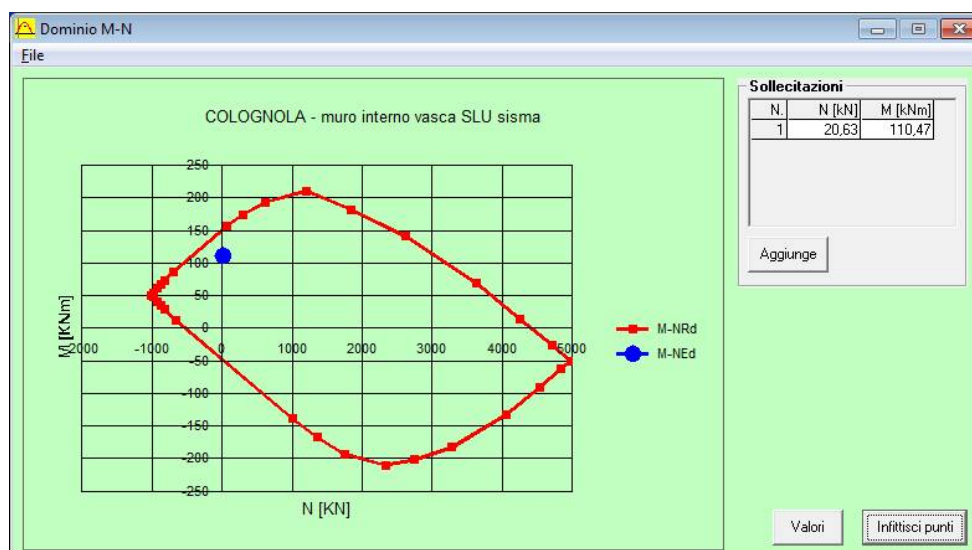 Dominio M-N
File
COLOGNOLA - muro interno vasca SLU sisma
250
200
150
100
50
0
-50
-100
-150
-200
-250
M [KNm]
-2000 -1000 0 1000 2000 3000 4000 5000
N [KN]
M-NRd
M-NEd
Sollecitazioni
N. N [kN] M [kNm]
1 20,63 110,47
Aggiunge
Valori
Infittisci punti